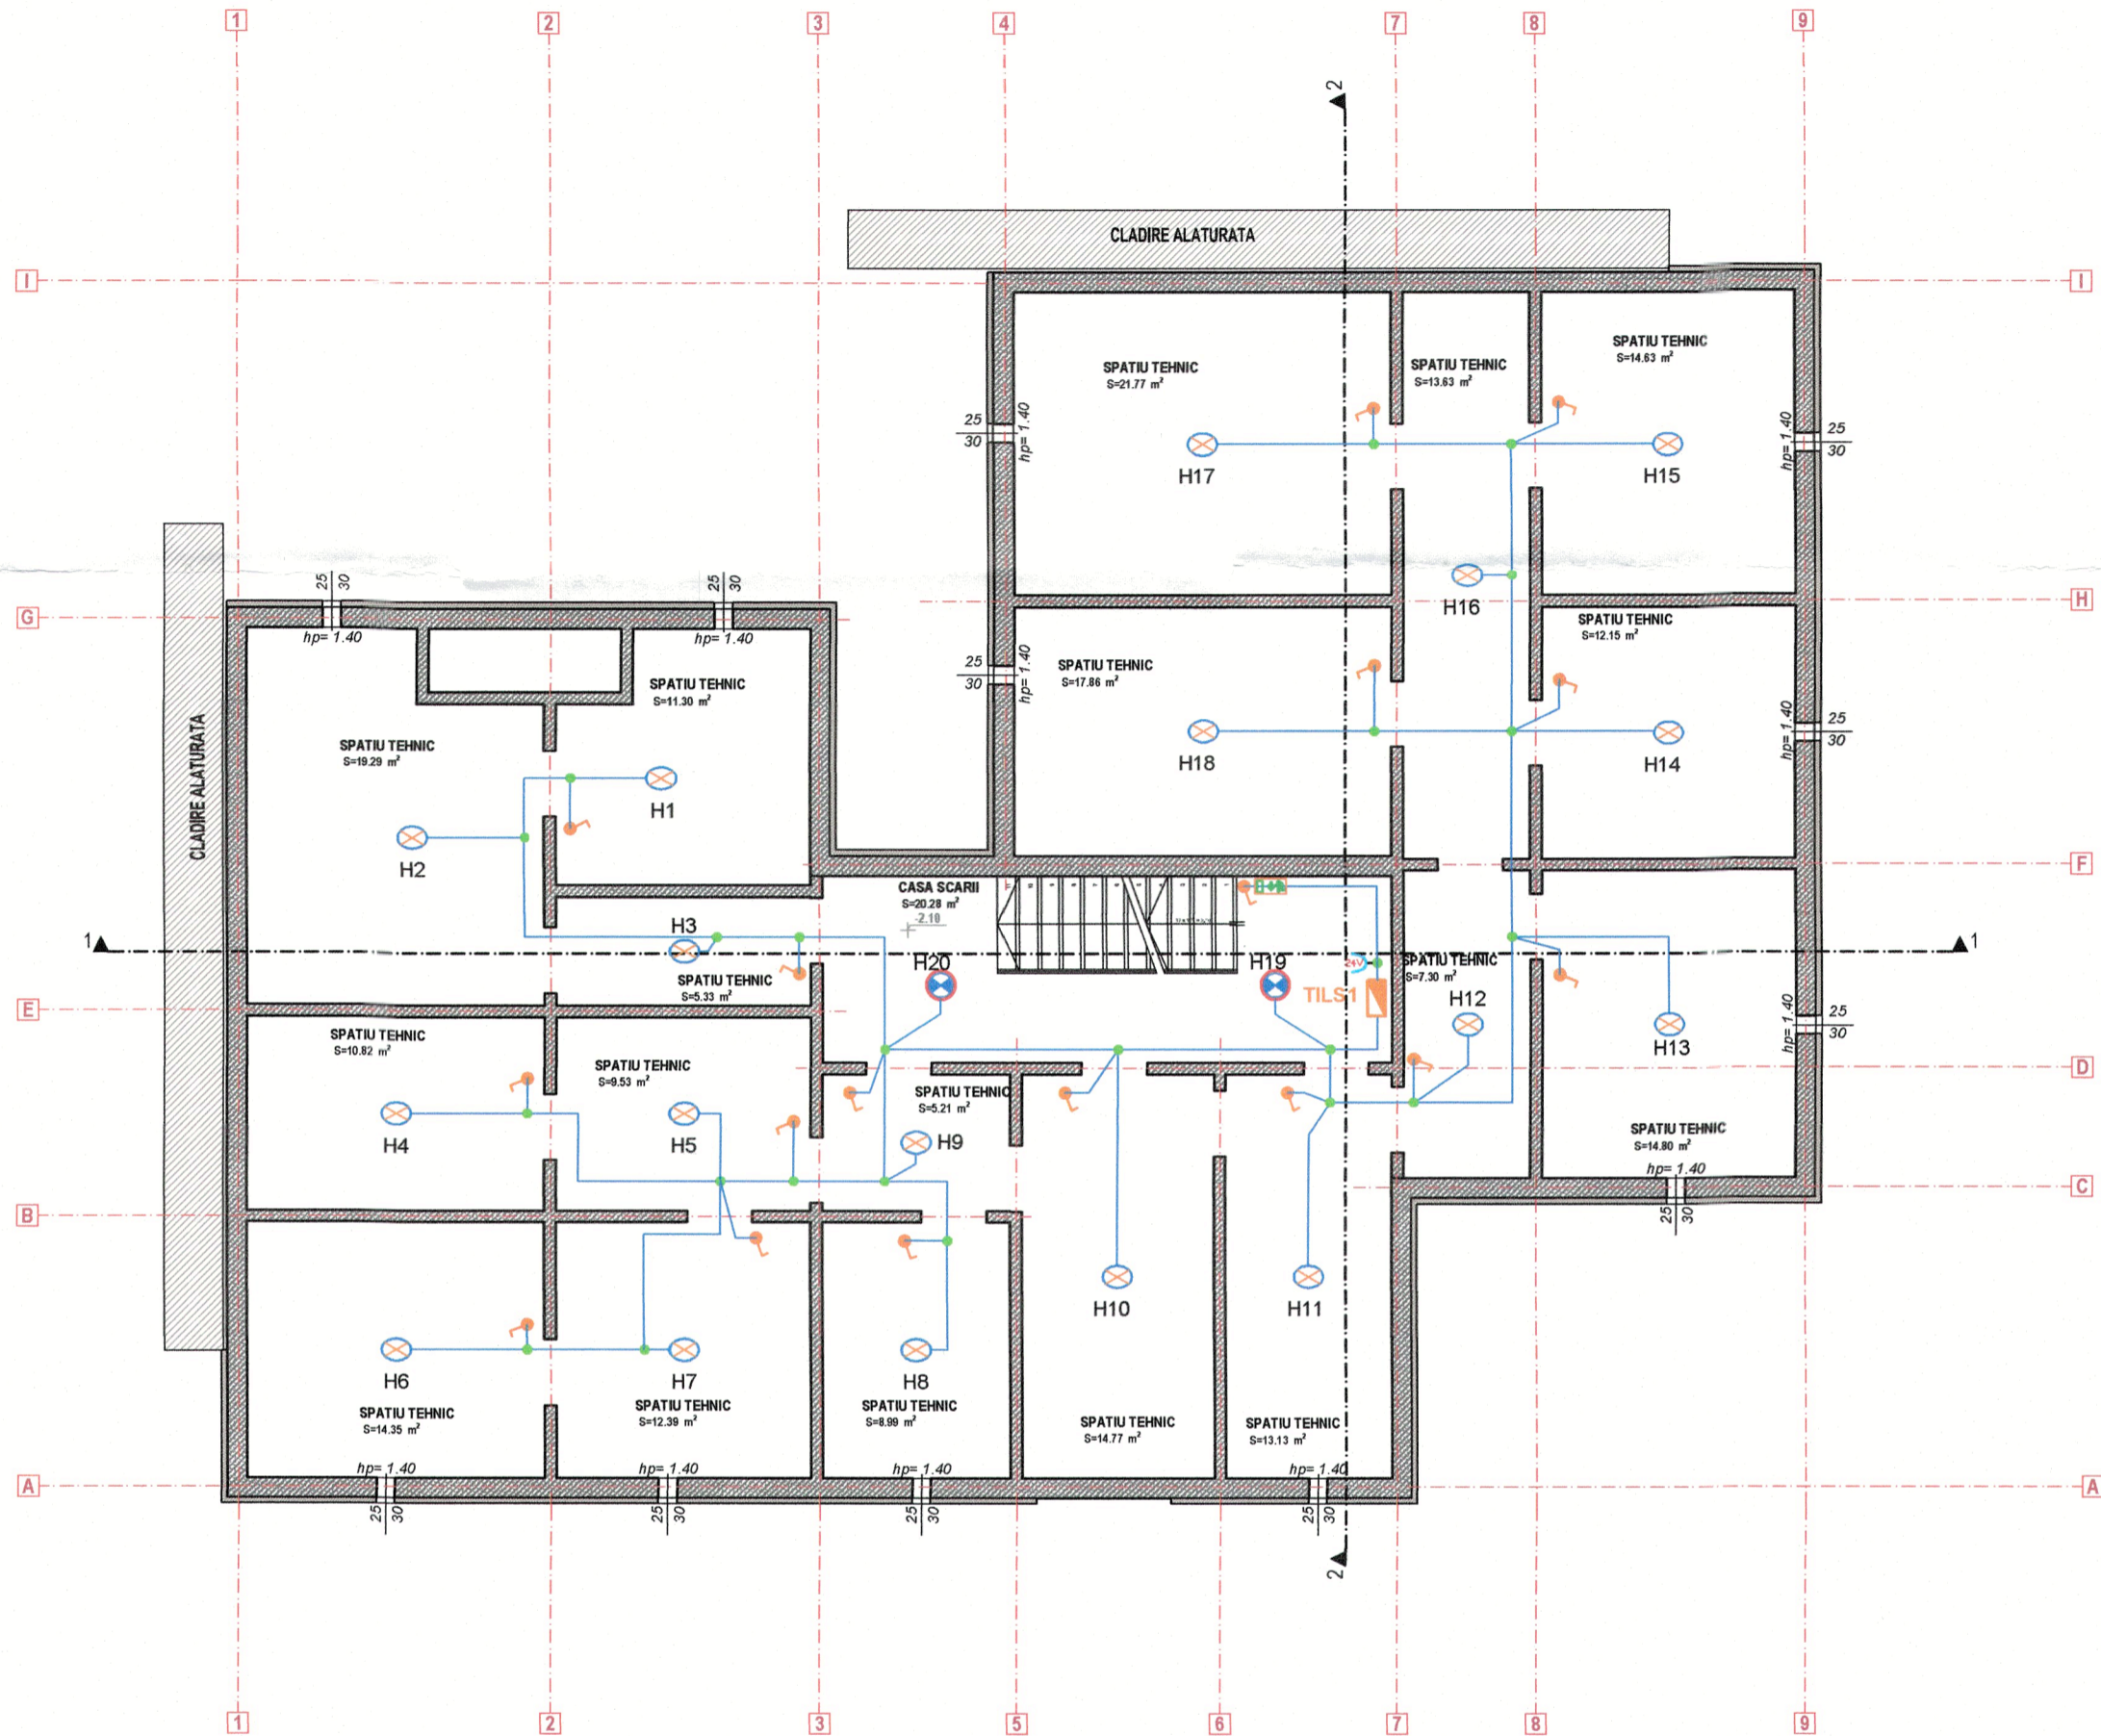 1
2
3
4
7
8
9
2
CLADIRE ALATURATA
I
I
SPATIU TEHNIC
S=14.63 m²
SPATIU TEHNIC
S=21.77 m²
SPATIU TEHNIC
S=13.63 m²
25
30
hp= 1.40
25
30
hp= 1.40
H17
H15
25
30
25
30
H16
H
G
hp= 1.40
hp= 1.40
SPATIU TEHNIC
S=12.15 m²
SPATIU TEHNIC
S=17.86 m²
25
30
hp= 1.40
SPATIU TEHNIC
S=11.30 m²
CLADIRE ALATURATA
SPATIU TEHNIC
S=19.29 m²
25
30
hp= 1.40
H18
H14
H1
H2
F
CASA SCARII
S=20.28 m²
-2.10
H3
1
1
H20
H19
24V
SPATIU TEHNIC
S=7.30 m²
SPATIU TEHNIC
S=5.33 m²
TILS1
H12
E
25
30
hp= 1.40
SPATIU TEHNIC
S=10.82 m²
H13
SPATIU TEHNIC
S=9.53 m²
D
SPATIU TEHNIC
S=5.21 m²
H4
H5
H9
SPATIU TEHNIC
S=14.80 m²
hp= 1.40
C
B
25
30
H10
H11
H6
H7
H8
SPATIU TEHNIC
S=14.35 m²
SPATIU TEHNIC
S=12.39 m²
SPATIU TEHNIC
S=8.99 m²
SPATIU TEHNIC
S=14.77 m²
SPATIU TEHNIC
S=13.13 m²
hp= 1.40
hp= 1.40
hp= 1.40
hp= 1.40
A
A
25
30
25
30
25
30
25
30
2
1
2
3
5
6
7
8
9